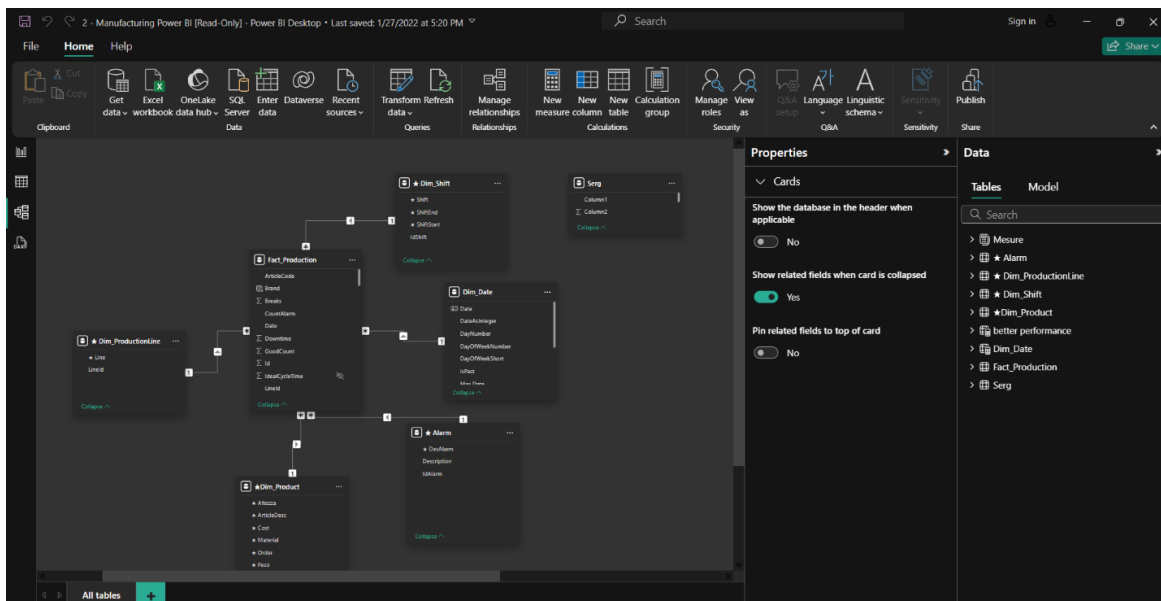 2 - Manufacturing Power BI [Read-Only] - Power BI Desktop • Last saved: 1/27/2022 at 5:20 PM
Search
Sign in
File Home Help
Share
Paste
Cut
Copy
Clipboard
Get data
Excel workbook
OneLake data hub
SQL Server
Enter data
Dataverse
Recent sources
Data
Transform data
Refresh
Queries
Manage relationships
Relationships
New measure
New column
New table
Calculation group
Calculations
Manage roles
View as
Security
Q&A setup
Language
Linguistic schema
Q&A
Sensitivity
Sensitivity
Publish
Share
★ Dim_Shift
★ Shift
★ ShiftEnd
★ ShiftStart
IdShift
Collapse
Serg
Column1
∑ Column2
Collapse
Fact_Production
ArticleCode
Brand
∑ Breaks
CountAlarm
Date
∑ Downtime
∑ GoodCount
∑ Id
∑ IdealCycleTime
LineId
Collapse
Dim_Date
Date
DateAsInteger
DayNumber
DayOfWeekNumber
DayOfWeekShort
IsPast
Max Date
Collapse
★ Dim_ProductionLine
★ Line
LineId
Collapse
★ Alarm
★ DesAlarm
Description
IdAlarm
Collapse
★Dim_Product
★ Altezza
★ ArticleDesc
★ Cost
★ Material
★ Order
★ Peso
1
1
1
1
1
All tables
+
Properties
Cards
Show the database in the header when
applicable
No
Show related fields when card is collapsed
Yes
Pin related fields to top of card
No
Data
Tables Model
Search
Mesure
★ Alarm
★ Dim_ProductionLine
★ Dim_Shift
★Dim_Product
better performance
Dim_Date
Fact_Production
Serg